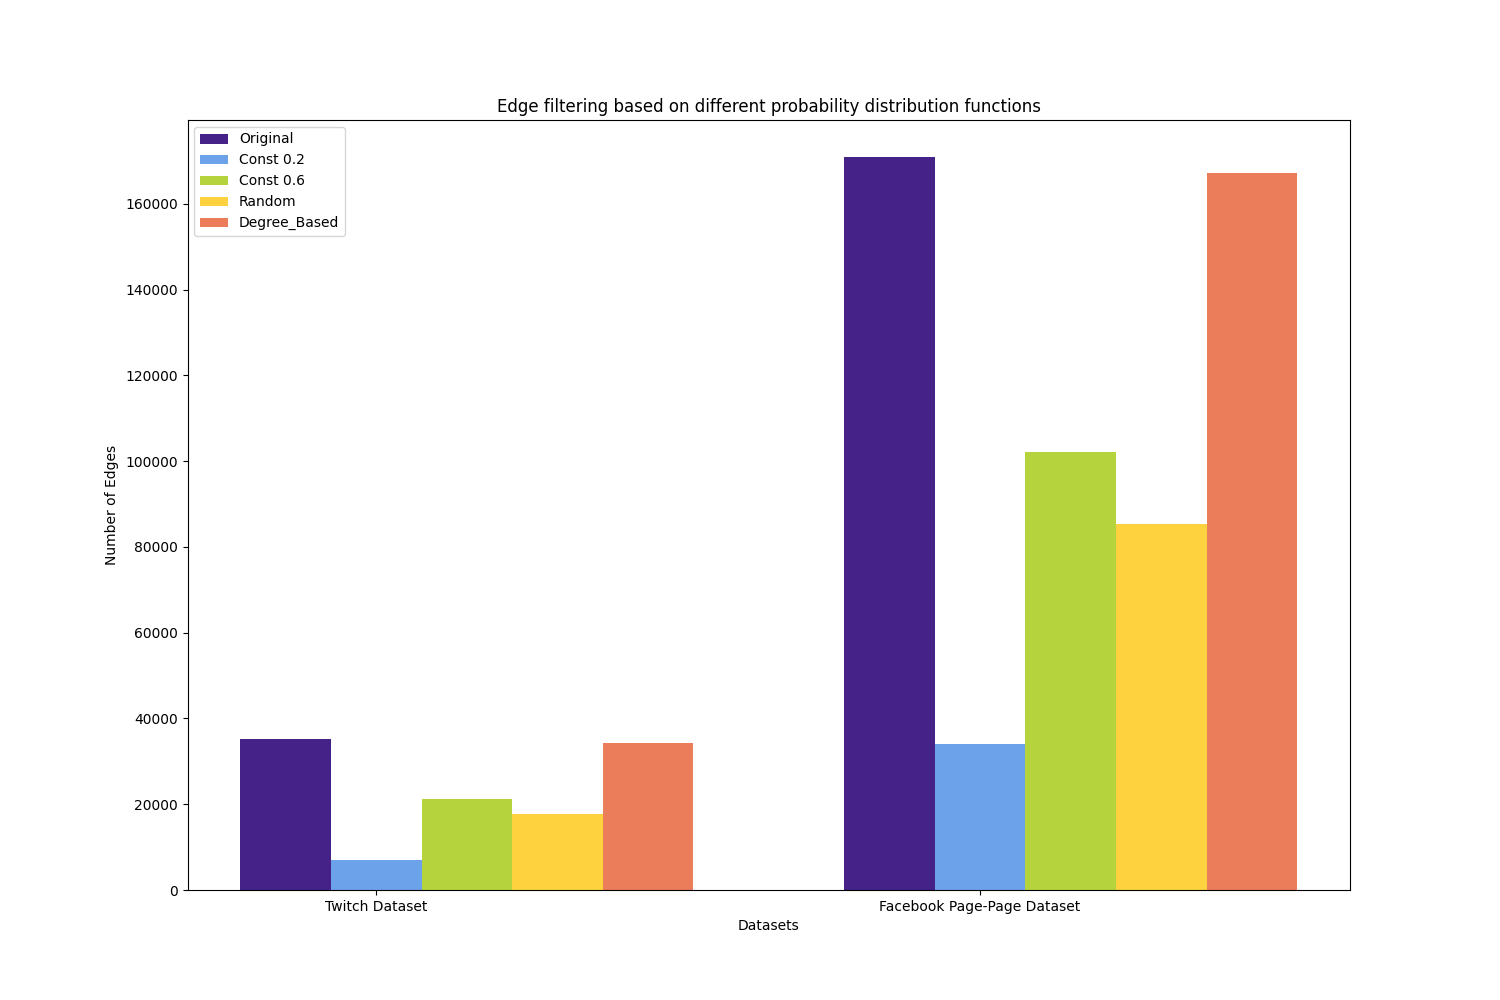 Edge filtering based on different probability distribution functions
Original
Const 0.2
Const 0.6
Random
Degree_Based
160000
140000
120000
100000
80000
60000
40000
20000
0
Number of Edges
Twitch Dataset
Facebook Page-Page Dataset
Datasets